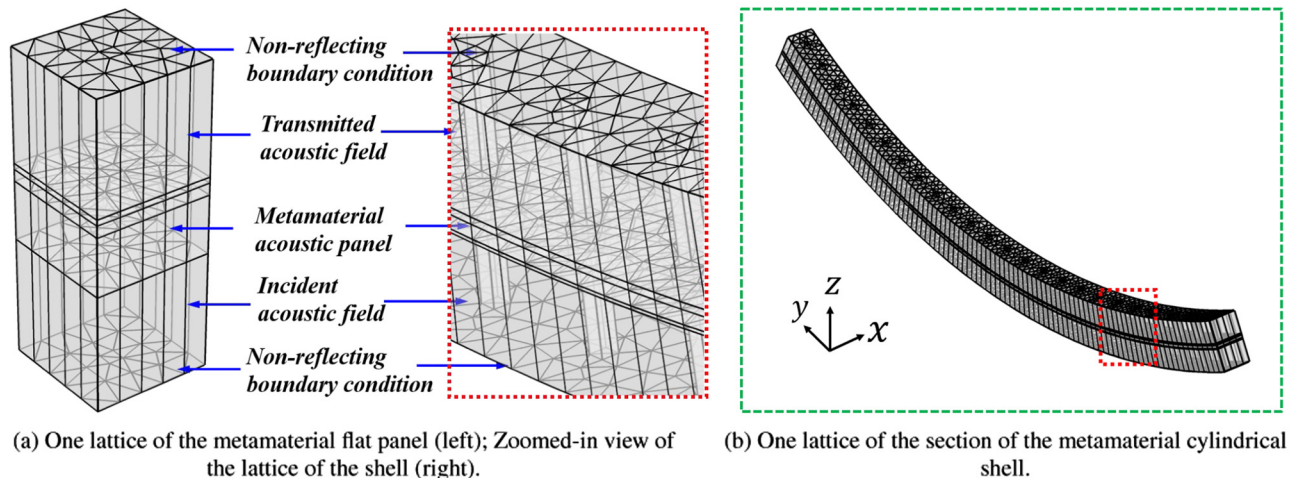 Non-reflecting
boundary condition
Transmitted
acoustic field
Metamaterial
acoustic panel
Incident
acoustic field
Non-reflecting
boundary condition
z
y
x
(a) One lattice of the metamaterial flat panel (left); Zoomed-in view of
the lattice of the shell (right).
(b) One lattice of the section of the metamaterial cylindrical
shell.